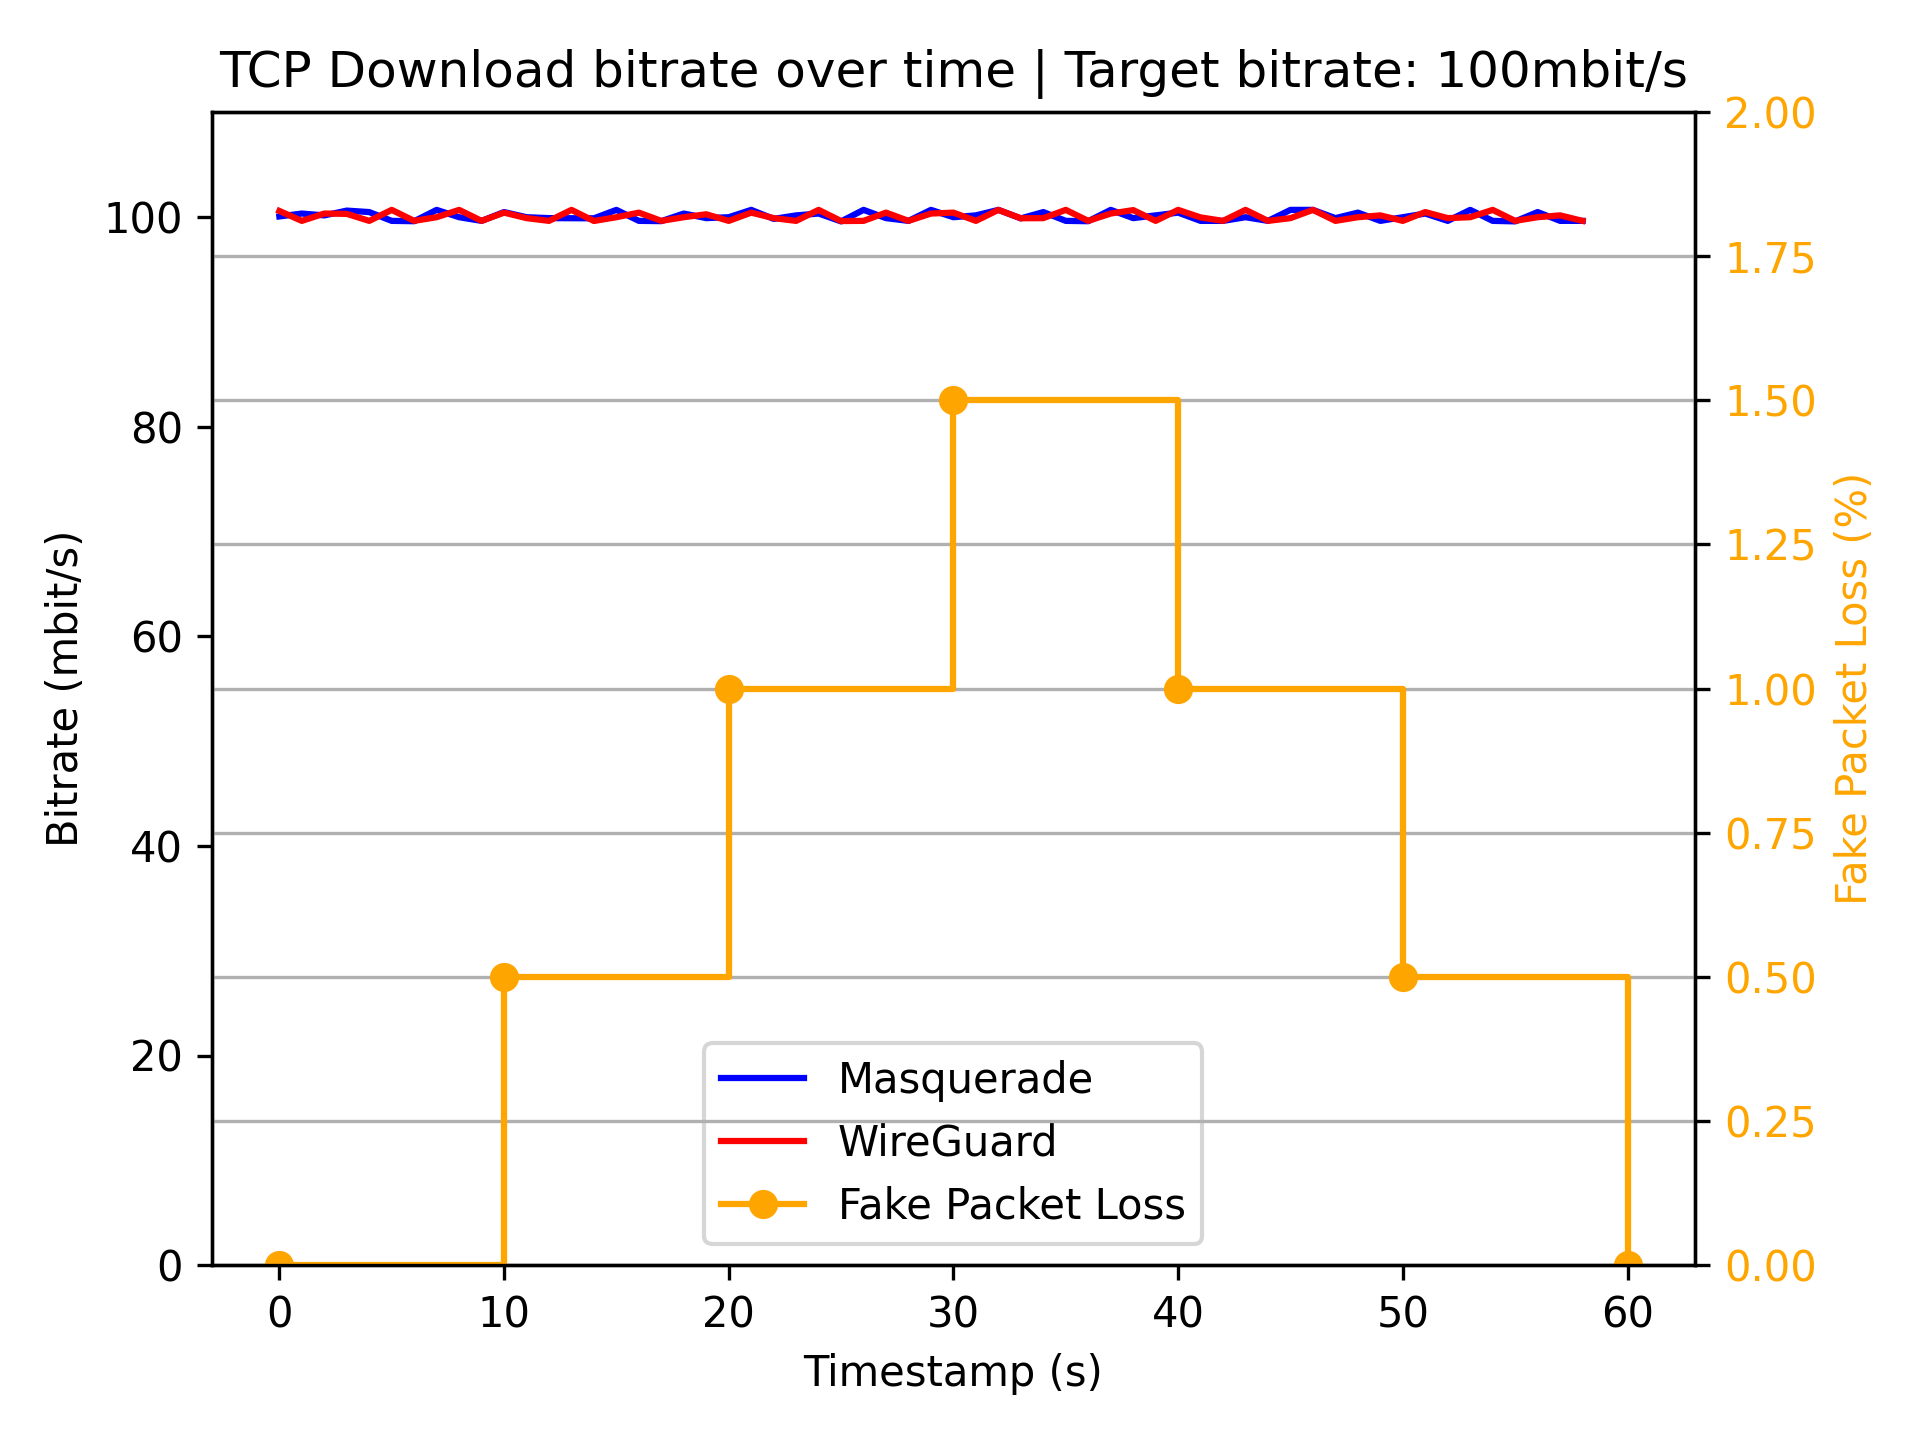 TCP Download bitrate over time | Target bitrate: 100mbit/s
Bitrate (mbit/s)
100
80
60
40
20
0
2.00
1.75
1.50
1.25
1.00
0.75
0.50
0.25
0.00
Fake Packet Loss (%)
Masquerade
WireGuard
Fake Packet Loss
0 10 20 30 40 50 60
Timestamp (s)